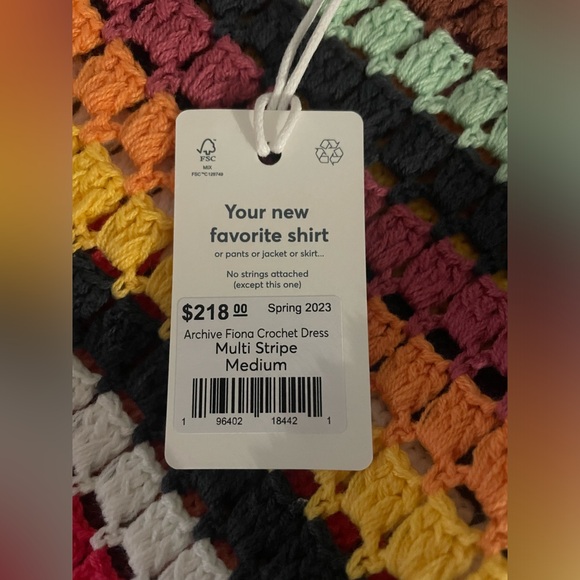 FSC
MIX
FSC™C128749
Your new
favorite shirt
or pants or jacket or skirt...
No strings attached
(except this one)
$218.00 Spring 2023
Archive Fiona Crochet Dress
Multi Stripe
Medium
1 96402 18442 1